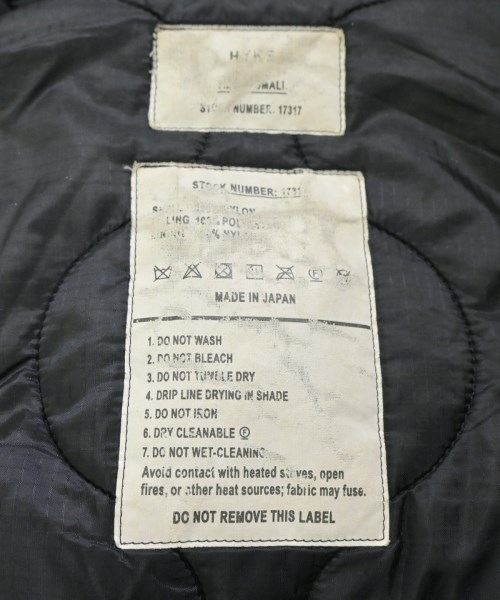 HYKE
SMALL
STOCK NUMBER: 17317
STOCK NUMBER:
MADE IN JAPAN
1. DO NOT WASH
2. DO NOT BLEACH
3. DO NOT TUMBLE DRY
4. DRIP LINE DRYING IN SHADE
5. DO NOT IRON
6. DRY CLEANABLE Ⓕ
7. DO NOT WET-CLEANING
Avoid contact with heated stoves, open
fires, or other heat sources; fabric may fuse.
DO NOT REMOVE THIS LABEL